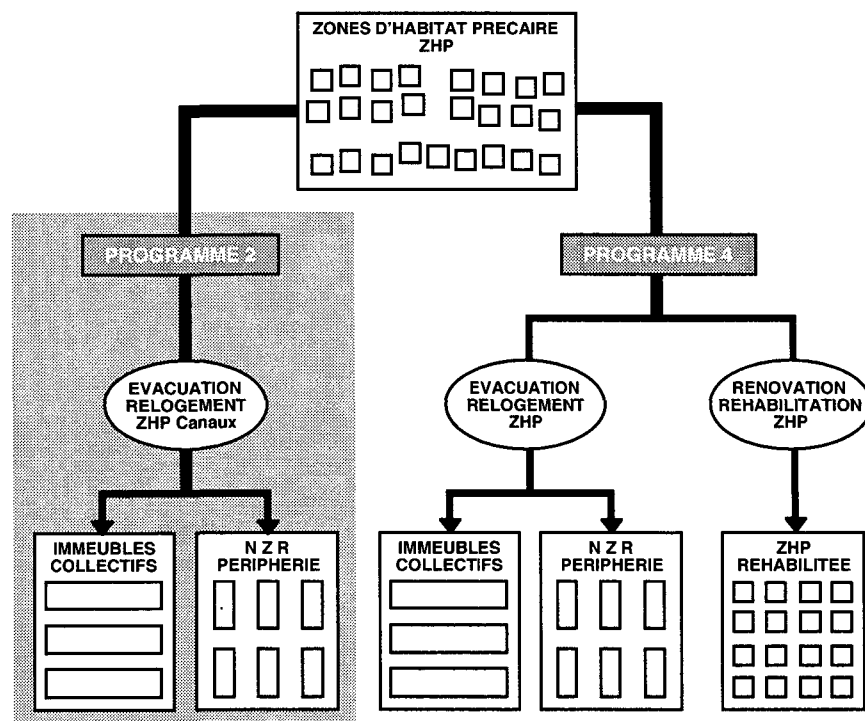 ZONES D'HABITAT PRECAIRE
ZHP
PROGRAMME 2
PROGRAMME 4
EVACUATION
RELOGEMENT
ZHP Canaux
EVACUATION
RELOGEMENT
ZHP
RENOVATION
REHABILITATION
ZHP
IMMEUBLES
COLLECTIFS
N Z R
PERIPHERIE
IMMEUBLES
COLLECTIFS
N Z R
PERIPHERIE
ZHP
REHABILITEE